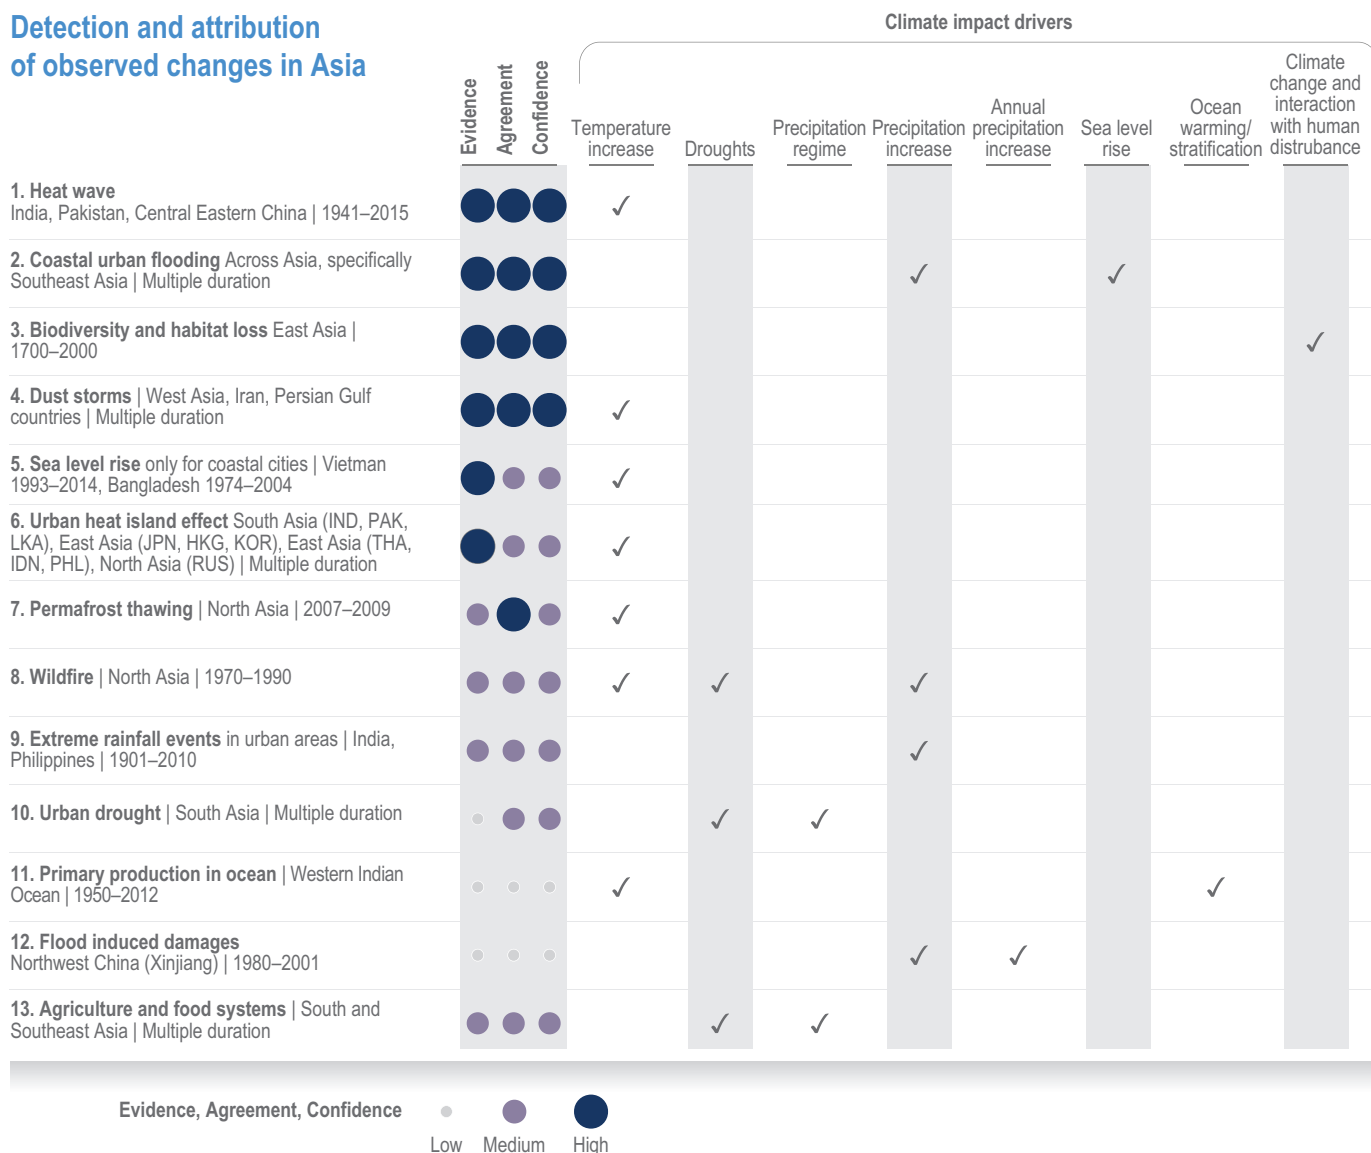 Detection and attribution
of observed changes in Asia
Climate impact drivers
Evidence
Agreement
Confidence
Temperature
increase
Droughts
Precipitation
regime
Precipitation
increase
Annual
precipitation
increase
Sea level
rise
Ocean
warming/
stratification
Climate
change and
interaction
with human
distrubance
1. Heat wave
India, Pakistan, Central Eastern China | 1941–2015
✓
2. Coastal urban flooding Across Asia, specifically
Southeast Asia | Multiple duration
✓ ✓
3. Biodiversity and habitat loss East Asia |
1700–2000
✓
4. Dust storms | West Asia, Iran, Persian Gulf
countries | Multiple duration
✓
5. Sea level rise only for coastal cities | Vietman
1993–2014, Bangladesh 1974–2004
✓
6. Urban heat island effect South Asia (IND, PAK,
LKA), East Asia (JPN, HKG, KOR), East Asia (THA,
IDN, PHL), North Asia (RUS) | Multiple duration
✓
7. Permafrost thawing | North Asia | 2007–2009
✓
8. Wildfire | North Asia | 1970–1990
✓ ✓ ✓
9. Extreme rainfall events in urban areas | India,
Philippines | 1901–2010
✓
10. Urban drought | South Asia | Multiple duration
✓ ✓
11. Primary production in ocean | Western Indian
Ocean | 1950–2012
✓ ✓
12. Flood induced damages
Northwest China (Xinjiang) | 1980–2001
✓ ✓
13. Agriculture and food systems | South and
Southeast Asia | Multiple duration
✓ ✓
Evidence, Agreement, Confidence
Low Medium High